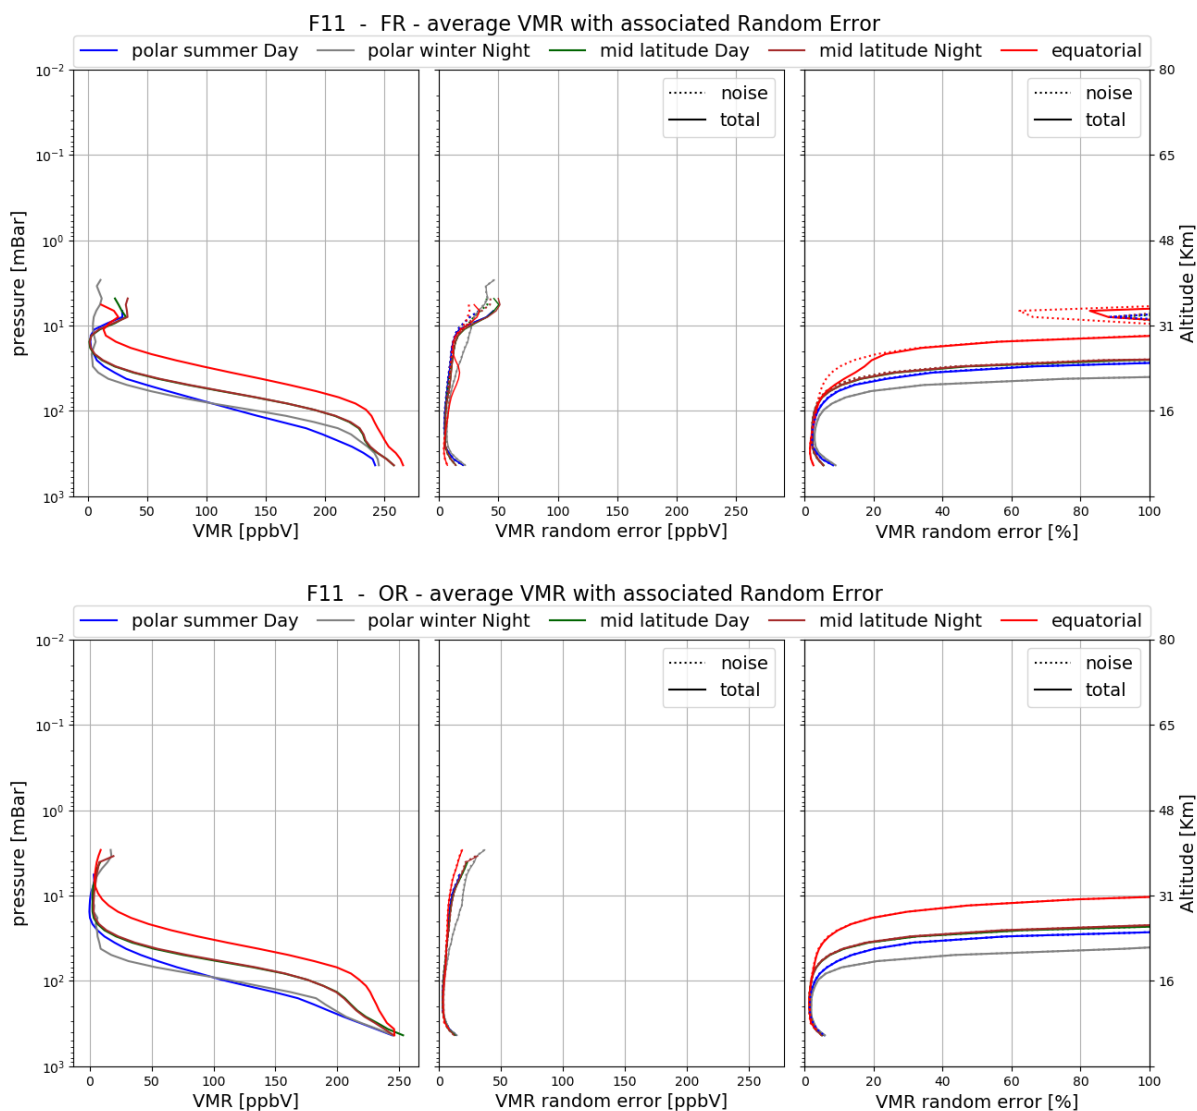 F11 - FR - average VMR with associated Random Error
polar summer Day polar winter Night mid latitude Day mid latitude Night equatorial
noise
total
noise
total
pressure [mBar]
10⁻²
10⁻¹
10⁰
10¹
10²
10³
80
65
48
31
16
Altitude [Km]
0 50 100 150 200 250
0 50 100 150 200 250
0 20 40 60 80 100
VMR [ppbV]
VMR random error [ppbV]
VMR random error [%]
F11 - OR - average VMR with associated Random Error
polar summer Day polar winter Night mid latitude Day mid latitude Night equatorial
noise
total
noise
total
pressure [mBar]
10⁻²
10⁻¹
10⁰
10¹
10²
10³
80
65
48
31
16
Altitude [Km]
0 50 100 150 200 250
0 50 100 150 200 250
0 20 40 60 80 100
VMR [ppbV]
VMR random error [ppbV]
VMR random error [%]